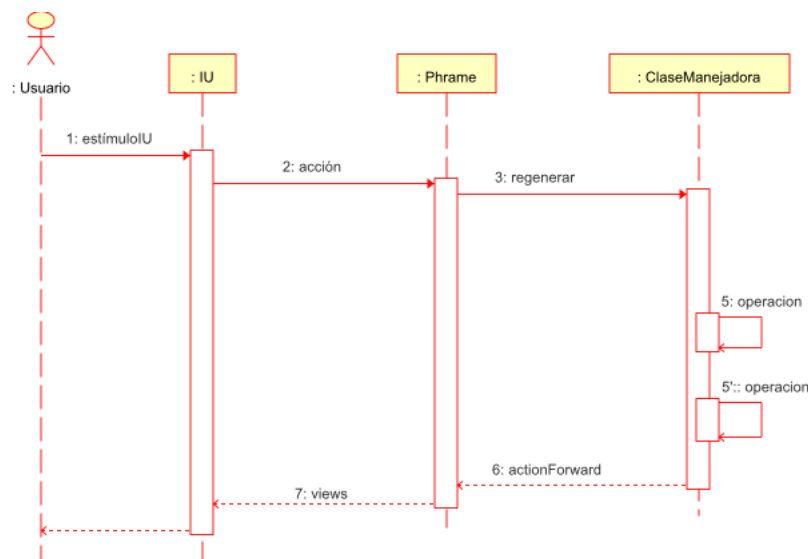 : Usuario
: IU
: Phrame
: ClaseManejadora
1: estímuloIU
2: acción
3: regenerar
5: operacion
5':: operacion
6: actionForward
7: views